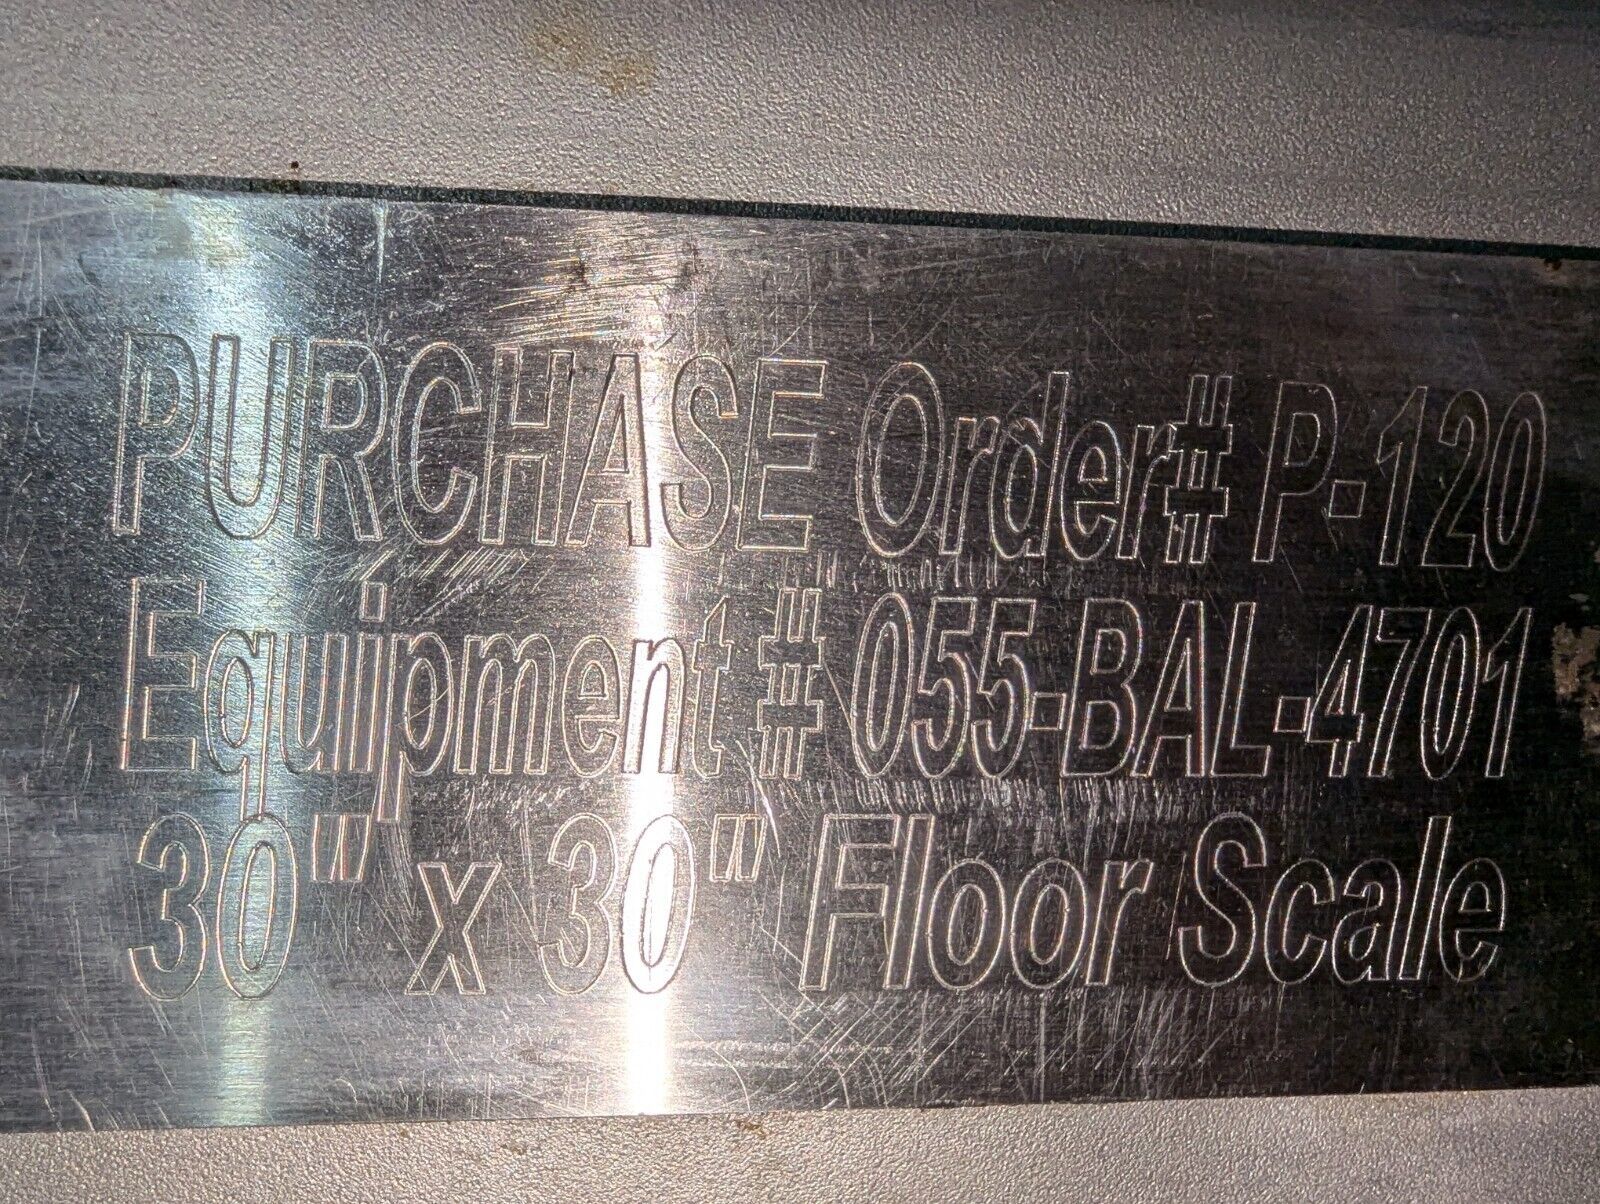 PURCHASE Order# P-120
Equipment # 055-BAL-4701
30" x 30" Floor Scale